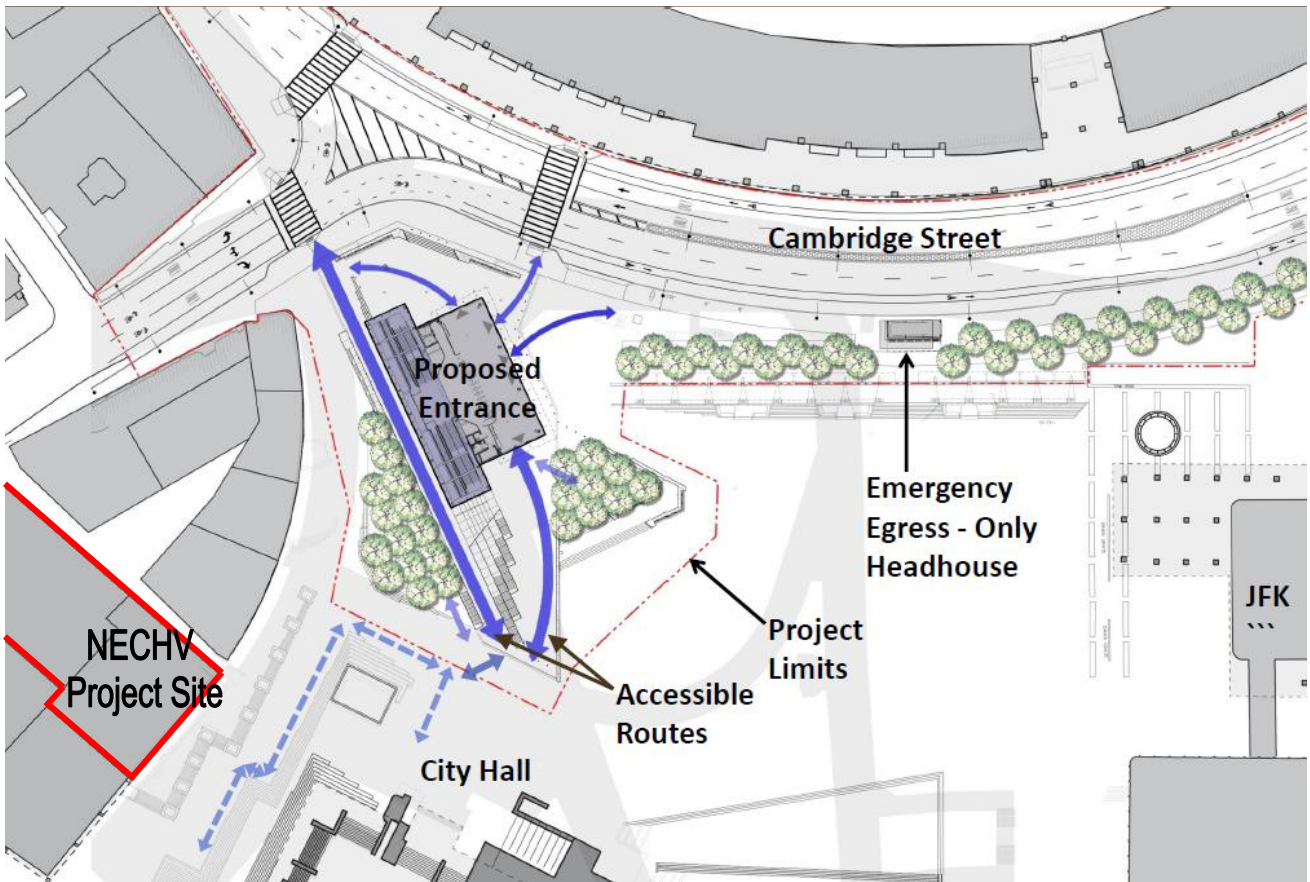 Cambridge Street
Proposed
Entrance
Emergency
Egress - Only
Headhouse
JFK
NECHV
Project Site
Project
Limits
Accessible
Routes
City Hall